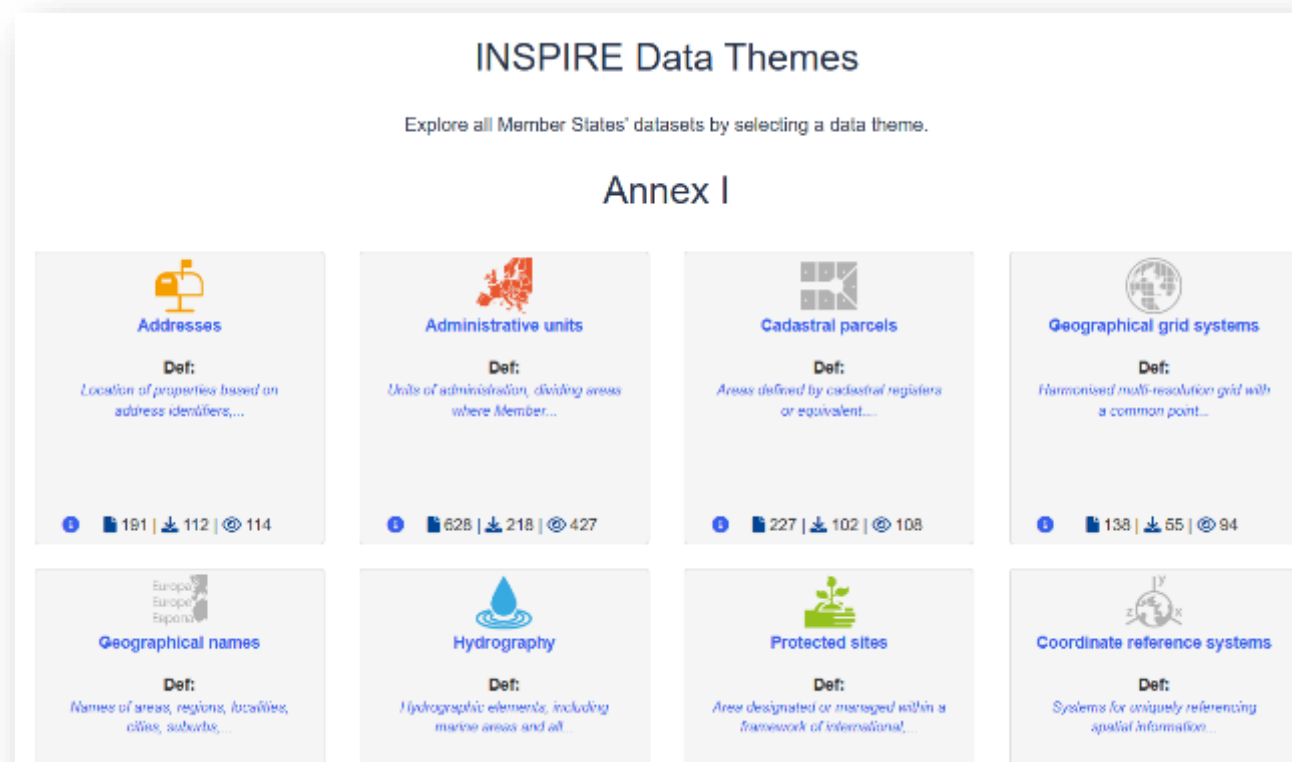 INSPIRE Data Themes
Explore all Member States' datasets by selecting a data theme.
Annex I
Addresses
Def:
Location of properties based on
address identifiers,...
191 | 112 | 114
Administrative units
Def:
Units of administration, dividing areas
where Member...
628 | 218 | 427
Cadastral parcels
Def:
Areas defined by cadastral registers
or equivalent....
227 | 102 | 108
Geographical grid systems
Def:
Harmonised multi-resolution grid with
a common point...
138 | 55 | 94
Europa
Europe
Espona
Geographical names
Def:
Names of areas, regions, localities,
cities, suburbs,...
Hydrography
Def:
Hydrographic elements, including
marine areas and all...
Protected sites
Def:
Area designated or managed within a
framework of international,...
y
z x
Coordinate reference systems
Def:
Systems for uniquely referencing
spatial information...